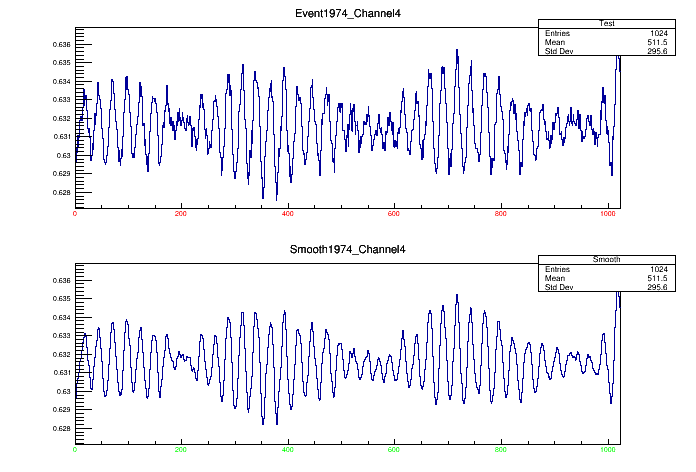 Event1974_Channel4
Test
Entries 1024
Mean 511.5
Std Dev 295.6
0.636
0.635
0.634
0.633
0.632
0.631
0.63
0.629
0.628
0 200 400 600 800 1000
Smooth1974_Channel4
Smooth
Entries 1024
Mean 511.5
Std Dev 295.6
0.636
0.635
0.634
0.633
0.632
0.631
0.63
0.629
0.628
0 200 400 600 800 1000